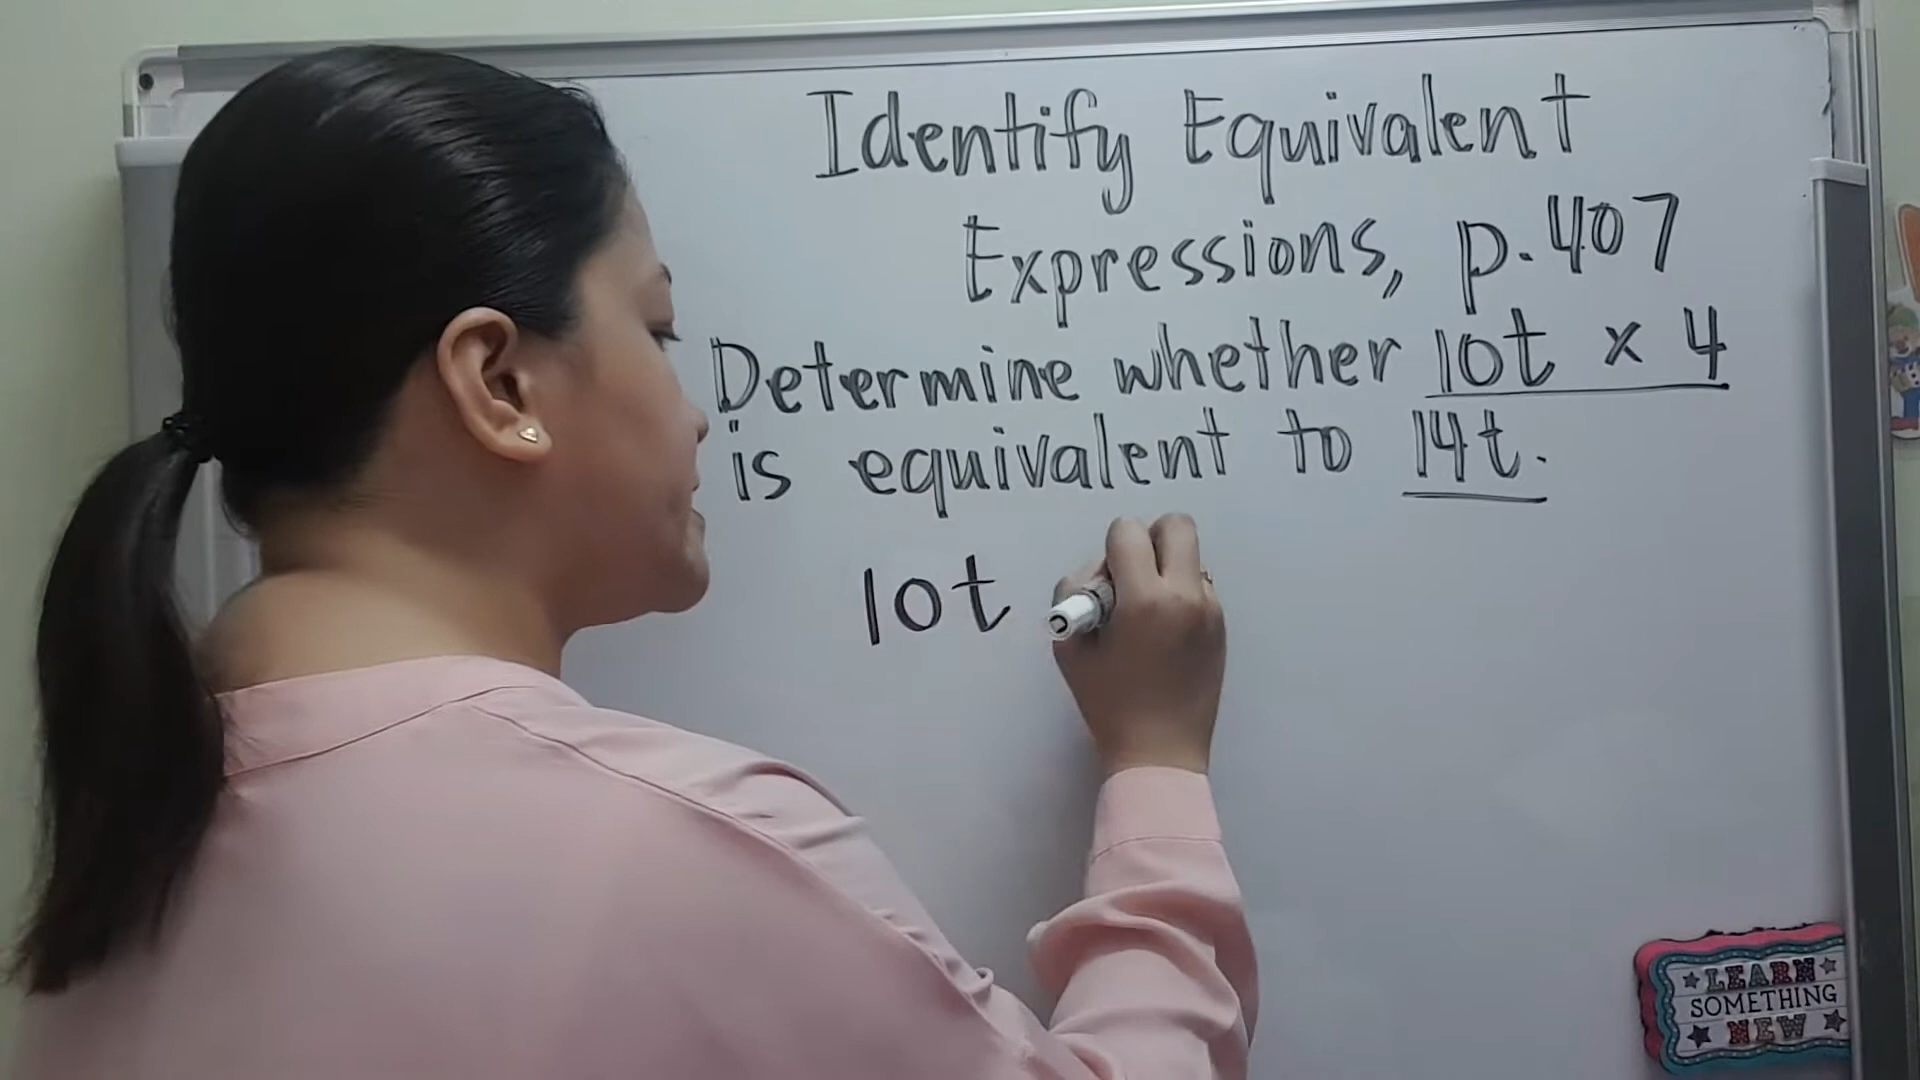 Identify Equivalent
Expressions, p. 407
Determine whether 10t x 4
is equivalent to 14t.
10t
LEARN
SOMETHING
NEW